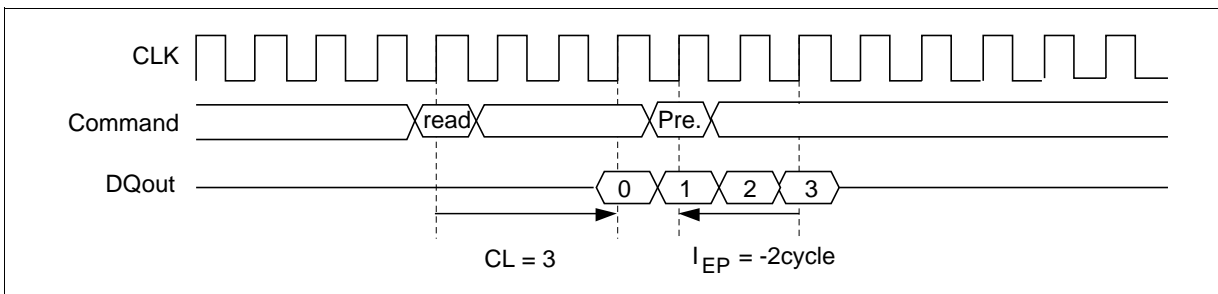 CLK
Command read Pre.
DQout 0 1 2 3
CL = 3 I EP = -2cycle